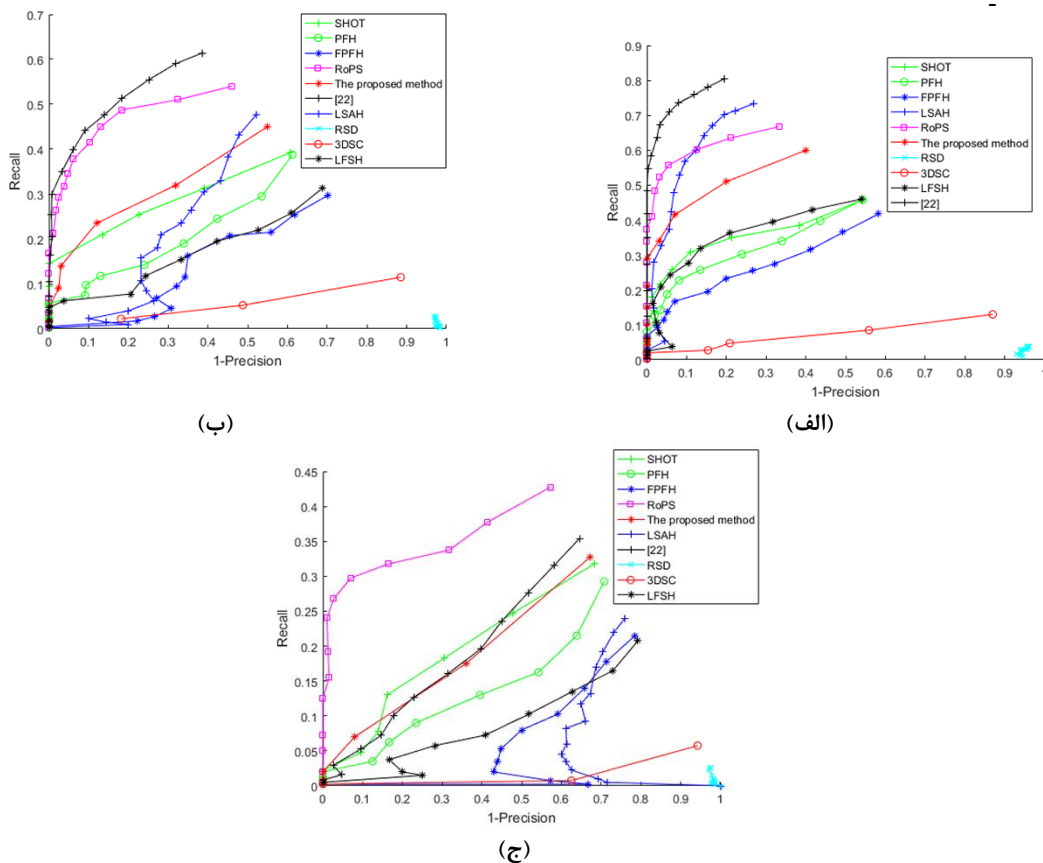 0.7
0.6
0.5
0.4
0.3
0.2
0.1
0
Recall
0 0.1 0.2 0.3 0.4 0.5 0.6 0.7 0.8 0.9 1
1-Precision
SHOT
PFH
FPFH
RoPS
The proposed method
[22]
LSAH
RSD
3DSC
LFSH
(ب)
0.9
0.8
0.7
0.6
0.5
0.4
0.3
0.2
0.1
0
Recall
0 0.1 0.2 0.3 0.4 0.5 0.6 0.7 0.8 0.9 1
1-Precision
SHOT
PFH
FPFH
LSAH
RoPS
The proposed method
RSD
3DSC
LFSH
[22]
(الف)
0.45
0.4
0.35
0.3
0.25
0.2
0.15
0.1
0.05
0
Recall
0 0.1 0.2 0.3 0.4 0.5 0.6 0.7 0.8 0.9 1
1-Precision
SHOT
PFH
FPFH
RoPS
The proposed method
LSAH
[22]
RSD
3DSC
LFSH
(ج)